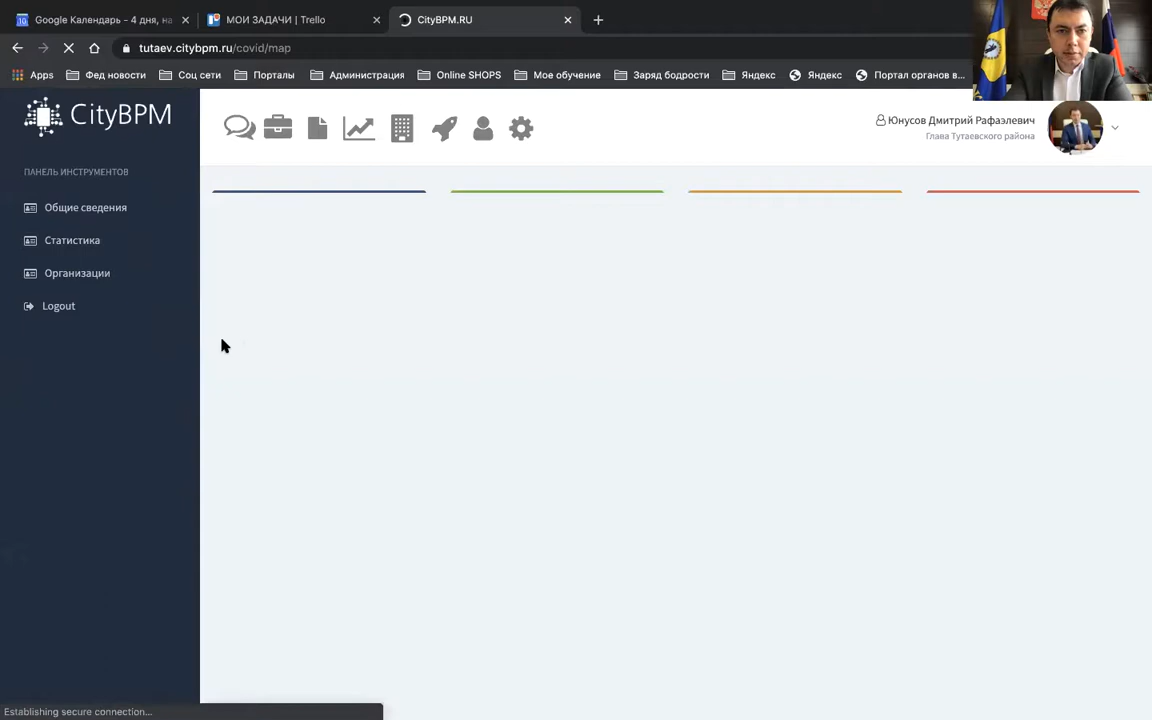 Google Календарь - 4 дня, на
МОИ ЗАДАЧИ | Trello
CityBPM.RU
tutaev.citybpm.ru/covid/map
Apps
Фед новости
Соц сети
Порталы
Администрация
Online SHOPS
Мое обучение
Заряд бодрости
Яндекс
Яндекс
Портал органов в...
CityBPM
Юнусов Дмитрий Рафаэлевич
Глава Тутаевского района
ПАНЕЛЬ ИНСТРУМЕНТОВ
Общие сведения
Статистика
Организации
Logout
Establishing secure connection...